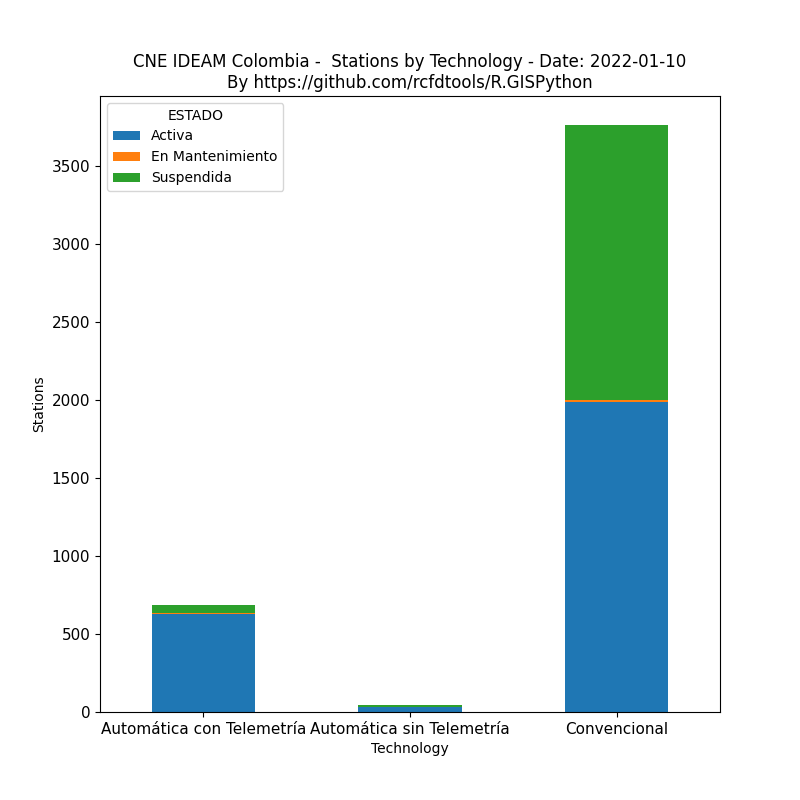 CNE IDEAM Colombia -  Stations by Technology - Date: 2022-01-10
By https://github.com/rcfdtools/R.GISPython
ESTADO
Activa
En Mantenimiento
Suspendida
3500
3000
2500
2000
1500
1000
500
0
Stations
Automática con Telemetría Automática sin Telemetría Convencional
Technology